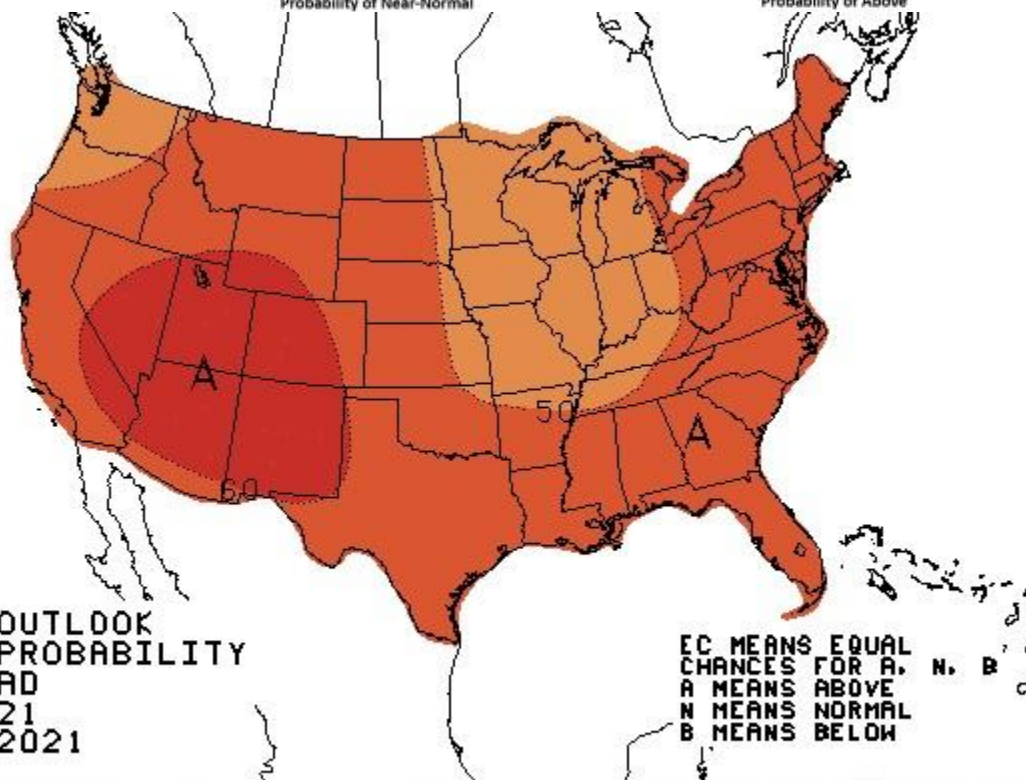 Probability of Near-Normal
Probability of Above
A
50
A
60
OUTLOOK
PROBABILITY
AD
21
2021
EC MEANS EQUAL
CHANCES FOR A, N, B
A MEANS ABOVE
N MEANS NORMAL
B MEANS BELOW